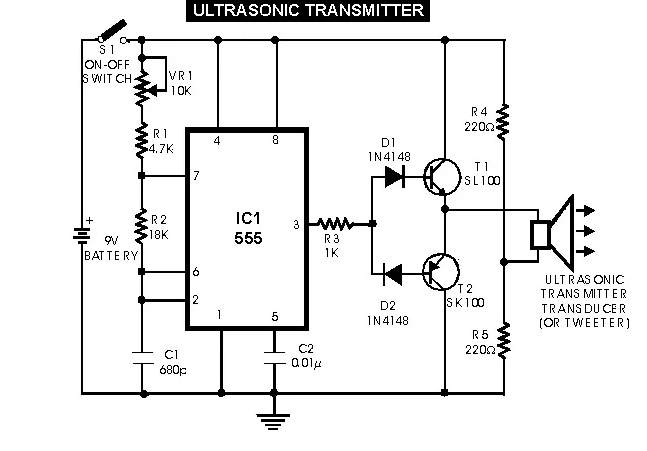 ULTRASONIC TRANSMITTER
S1
ON-OFF
SWITCH
VR1
10K
R1
4.7K
4
8
7
R2
18K
IC1
555
3
6
2
1
5
+
9V
BATTERY
C1
680p
C2
0.01µ
R3
1K
D1
1N4148
D2
1N4148
T1
SL100
T2
SK100
R4
220Ω
R5
220Ω
ULTRASONIC
TRANSMITTER
TRANSDUCER
(OR TWEETER)